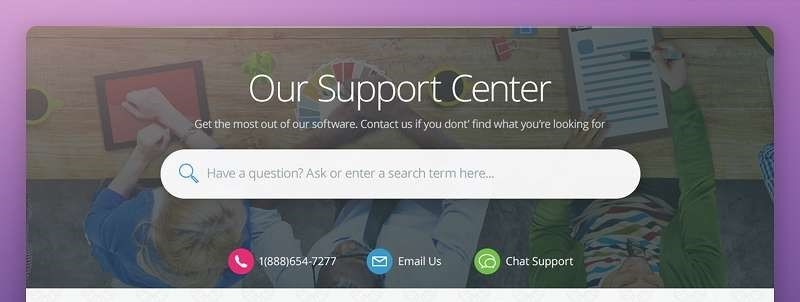 Our Support Center
Get the most out of our software. Contact us if you dont' find what you're looking for
Have a question? Ask or enter a search term here...
1(888)654-7277 Email Us Chat Support